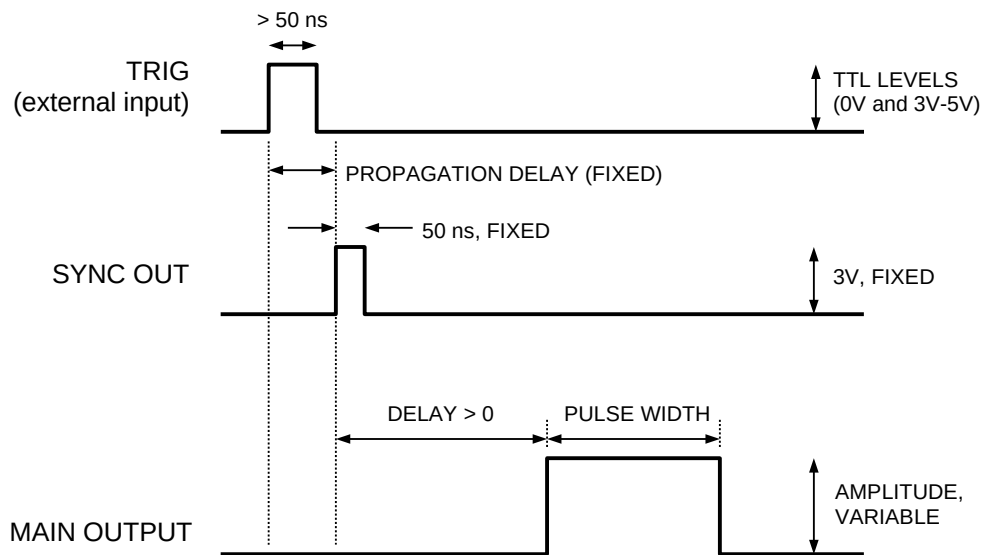 > 50 ns
TRIG
(external input)
TTL LEVELS
(0V and 3V-5V)
PROPAGATION DELAY (FIXED)
50 ns, FIXED
SYNC OUT
3V, FIXED
DELAY > 0
PULSE WIDTH
AMPLITUDE,
VARIABLE
MAIN OUTPUT